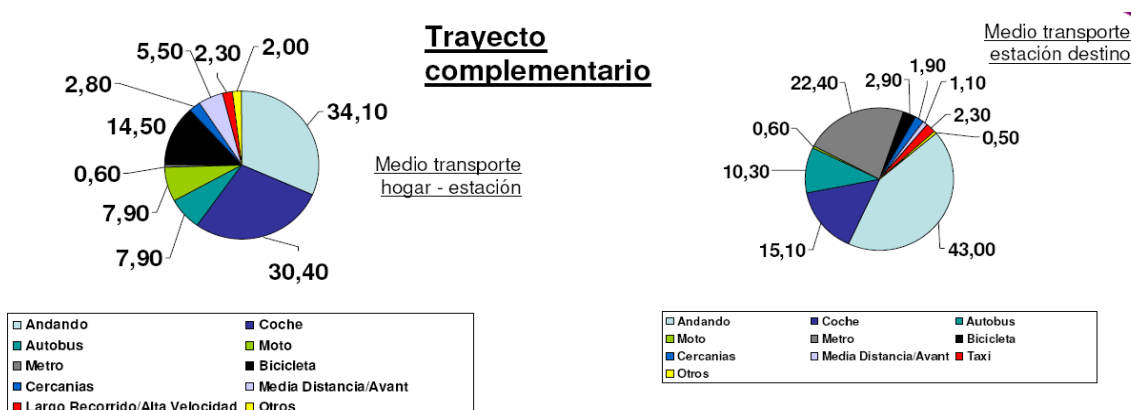 Trayecto
complementario
5,50
2,30
2,00
2,80
34,10
14,50
0,60
7,90
7,90
30,40
Medio transporte
hogar - estación
Andando
Coche
Autobus
Moto
Metro
Bicicleta
Cercanias
Media Distancia/Avant
Largo Recorrido/Alta Velocidad
Otros
Medio transporte
estación destino
22,40
2,90
1,90
1,10
2,30
0,50
0,60
10,30
15,10
43,00
Andando
Coche
Autobus
Moto
Metro
Bicicleta
Cercanias
Media Distancia/Avant
Taxi
Otros